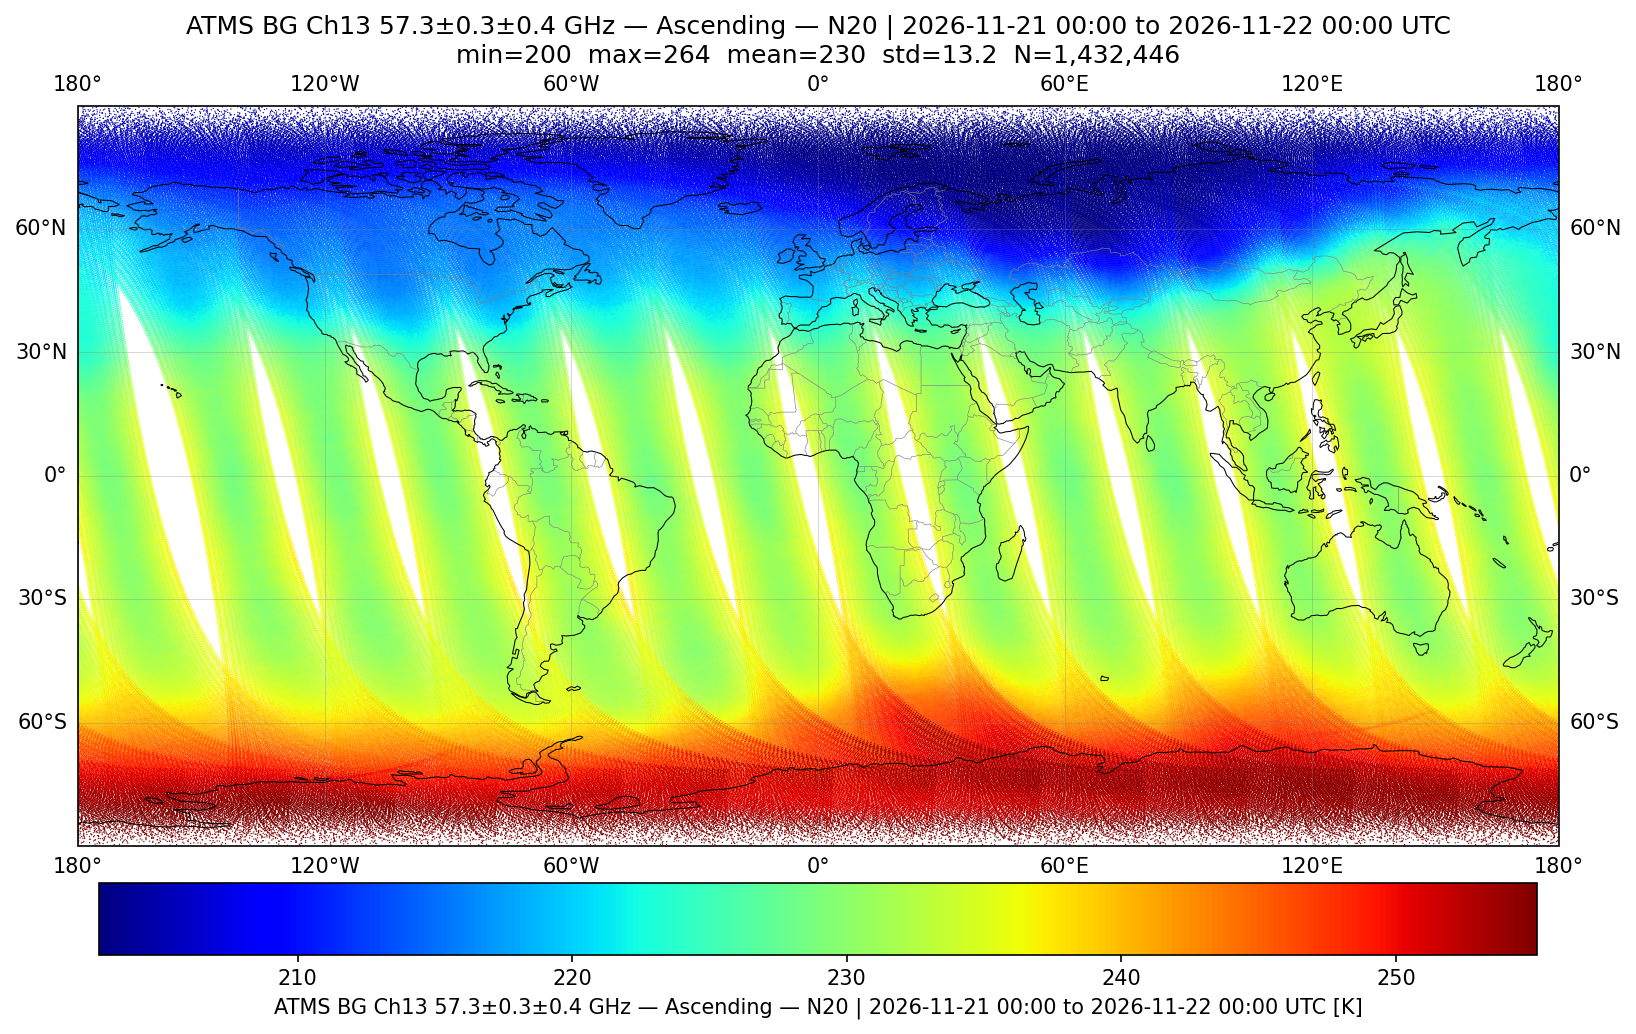 ATMS BG Ch13 57.3±0.3±0.4 GHz — Ascending — N20 | 2026-11-21 00:00 to 2026-11-22 00:00 UTC
min=200 max=264 mean=230 std=13.2 N=1,432,446
180° 120°W 60°W 0° 60°E 120°E 180°
60°N 60°N
30°N 30°N
0° 0°
30°S 30°S
60°S 60°S
180° 120°W 60°W 0° 60°E 120°E 180°
210 220 230 240 250
ATMS BG Ch13 57.3±0.3±0.4 GHz — Ascending — N20 | 2026-11-21 00:00 to 2026-11-22 00:00 UTC [K]